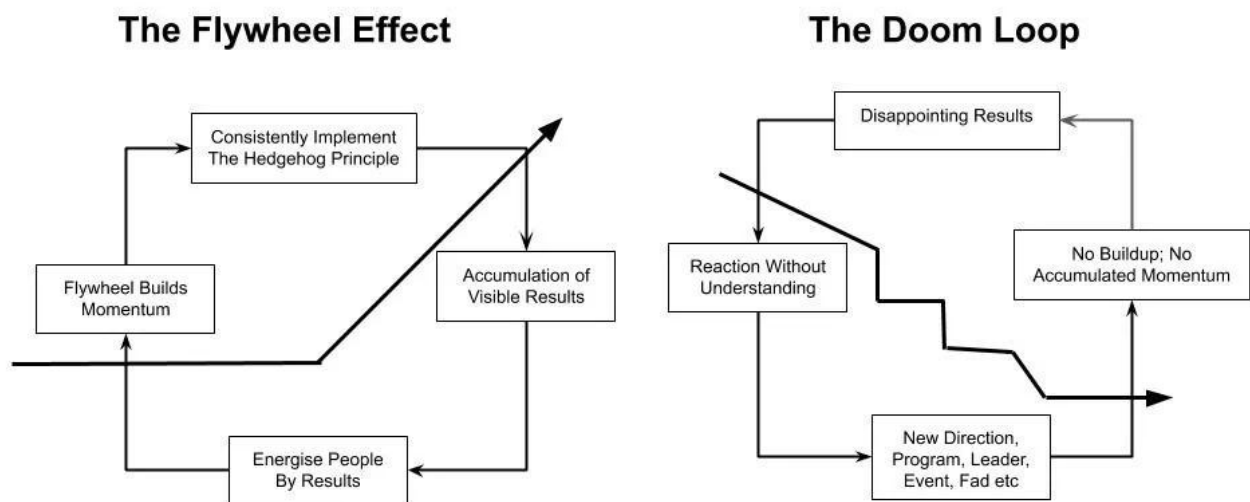 The Flywheel Effect
Consistently Implement
The Hedgehog Principle
Accumulation of
Visible Results
Energise People
By Results
Flywheel Builds
Momentum
The Doom Loop
Disappointing Results
Reaction Without
Understanding
New Direction,
Program, Leader,
Event, Fad etc
No Buildup; No
Accumulated Momentum